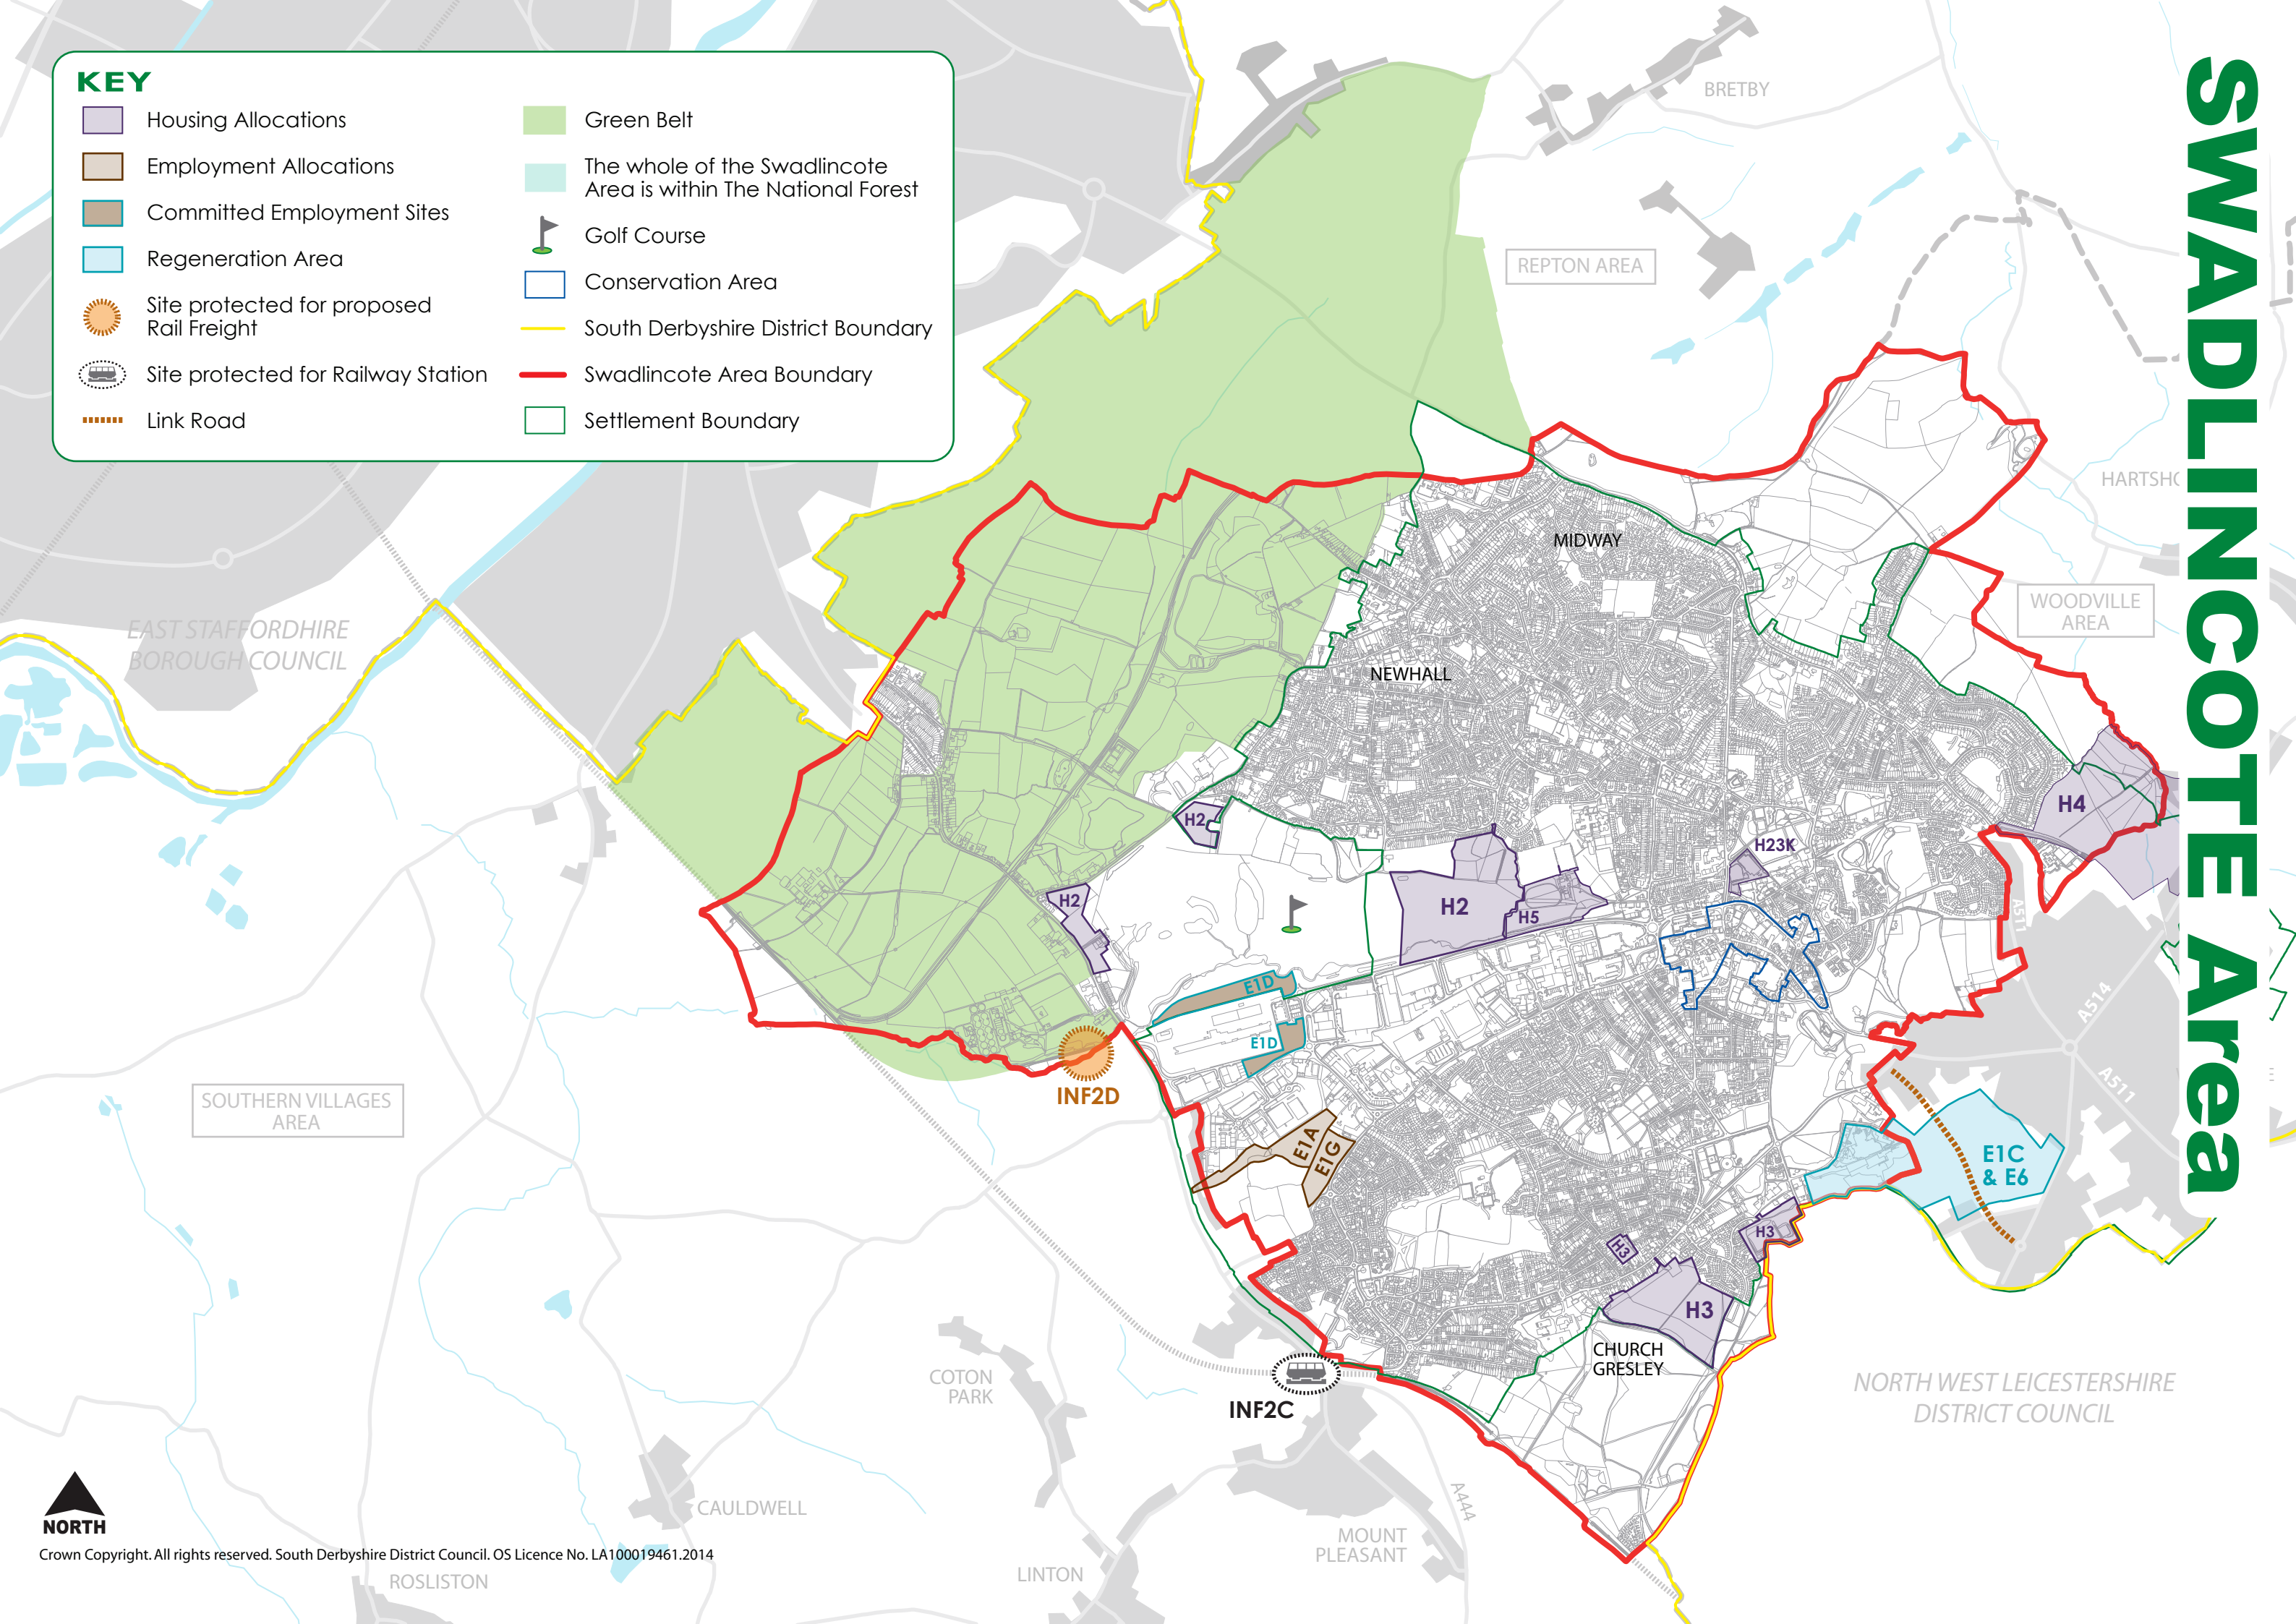 KEY
Housing Allocations
Employment Allocations
Committed Employment Sites
Regeneration Area
Site protected for proposed
Rail Freight
Site protected for Railway Station
Link Road
Green Belt
The whole of the Swadlincote
Area is within The National Forest
Golf Course
Conservation Area
South Derbyshire District Boundary
Swadlincote Area Boundary
Settlement Boundary
SWADLINCOTE Area
BRETBY
REPTON AREA
HARTSHO
MIDWAY
WOODVILLE
AREA
EAST STAFFORDSHIRE
BOROUGH COUNCIL
NEWHALL
H4
H2
H23K
H2
H2
H5
A511
E1D
A514
E1D
INF2D
A511
SOUTHERN VILLAGES
AREA
E1A
E1G
E1C
& E6
H3
H3
H3
CHURCH
GRESLEY
COTON
PARK
INF2C
NORTH WEST LEICESTERSHIRE
DISTRICT COUNCIL
A444
CAULDWELL
MOUNT
PLEASANT
NORTH
Crown Copyright. All rights reserved. South Derbyshire District Council. OS Licence No. LA100019461.2014
LINTON
ROSLISTON